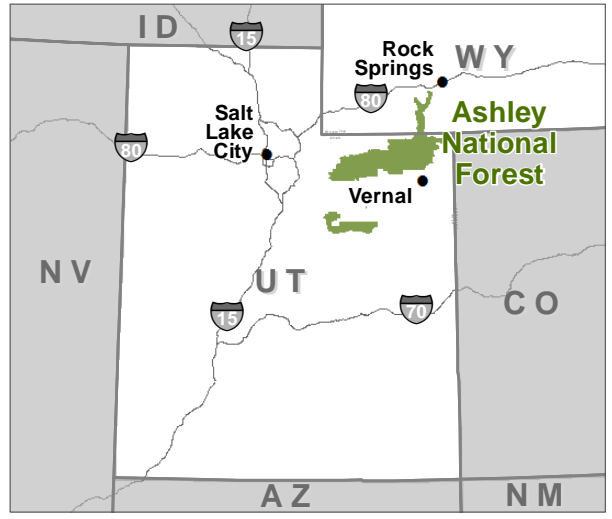 ID
15
WY
Rock
Springs
80
Salt
Lake
City
Ashley
National
Forest
80
Vernal
NV
UT
CO
15
70
AZ
NM